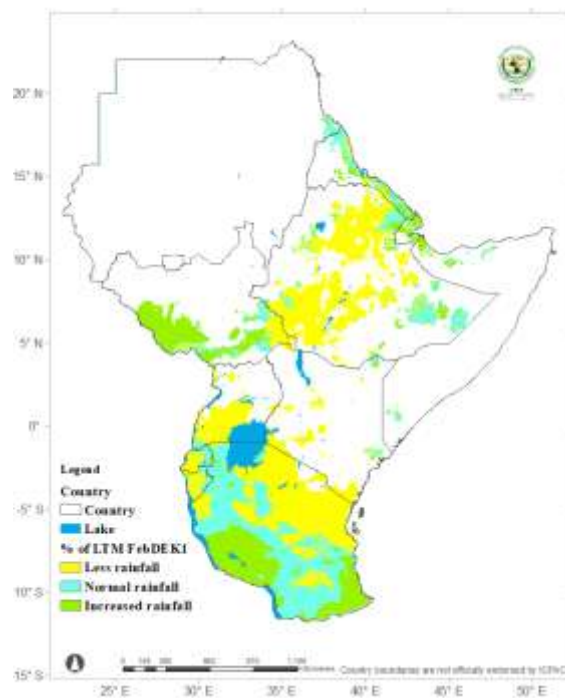 20° N
15° N
10° N
5° N
0°
5° S
10° S
15° S
Legend
Country
Country
Lake
% of LTM FebDEK1
Less rainfall
Normal rainfall
Increased rainfall
0
Country boundaries are not officially endorsed by
25° E
30° E
35° E
40° E
45° E
50° E